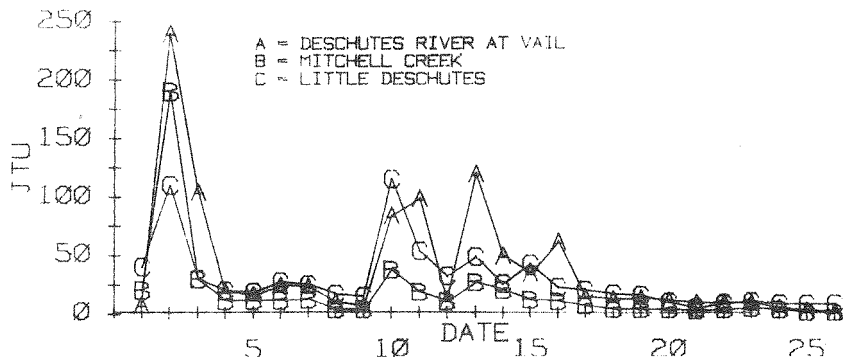 250
A = DESCHUTES RIVER AT VAIL
B = MITCHELL CREEK
C = LITTLE DESCHUTES
200
150
JTU
100
50
0
DATE
5 10 15 20 25